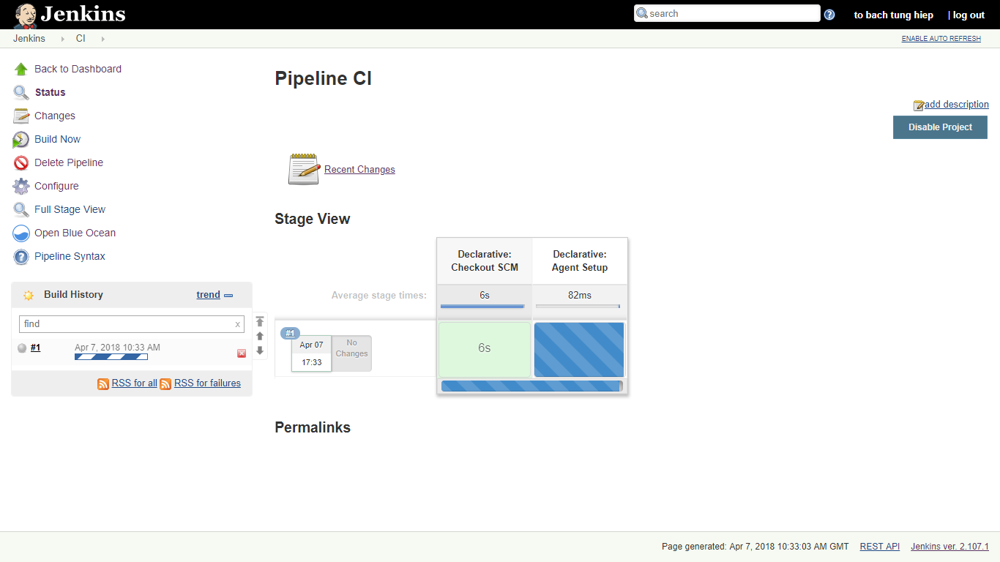 Jenkins
search
to bach tung hiep
| log out
Jenkins
CI
ENABLE AUTO REFRESH
Back to Dashboard
Status
Changes
Build Now
Delete Pipeline
Configure
Full Stage View
Open Blue Ocean
Pipeline Syntax
Build History
trend
find
x
#1
Apr 7, 2018 10:33 AM
RSS for all
RSS for failures
Pipeline CI
add description
Disable Project
Recent Changes
Stage View
Declarative:
Checkout SCM
Declarative:
Agent Setup
Average stage times:
6s
82ms
#1
Apr 07
17:33
No
Changes
6s
Permalinks
Page generated: Apr 7, 2018 10:33:03 AM GMT
REST API
Jenkins ver. 2.107.1